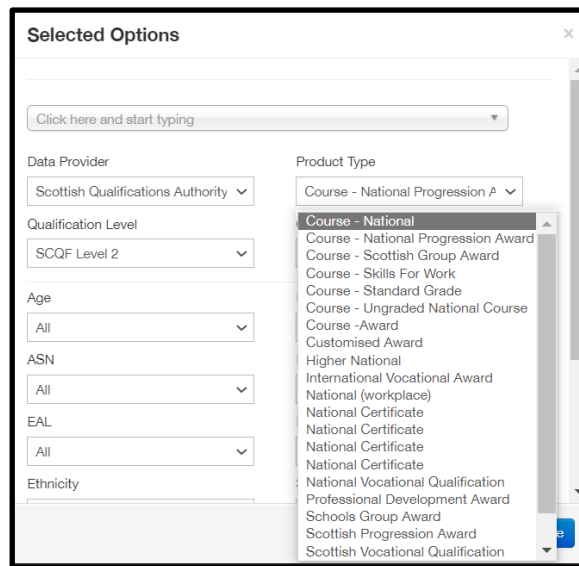 Selected Options
×
Click here and start typing
Data Provider
Product Type
Scottish Qualifications Authority
Course - National Progression A
Qualification Level
SCQF Level 2
Course - National
Course - National Progression Award
Course - Scottish Group Award
Course - Skills For Work
Course - Standard Grade
Course - Ungraded National Course
Course -Award
Customised Award
Higher National
International Vocational Award
National (workplace)
National Certificate
National Certificate
National Certificate
National Certificate
National Vocational Qualification
Professional Development Award
Schools Group Award
Scottish Progression Award
Scottish Vocational Qualification
Age
All
ASN
All
EAL
All
Ethnicity